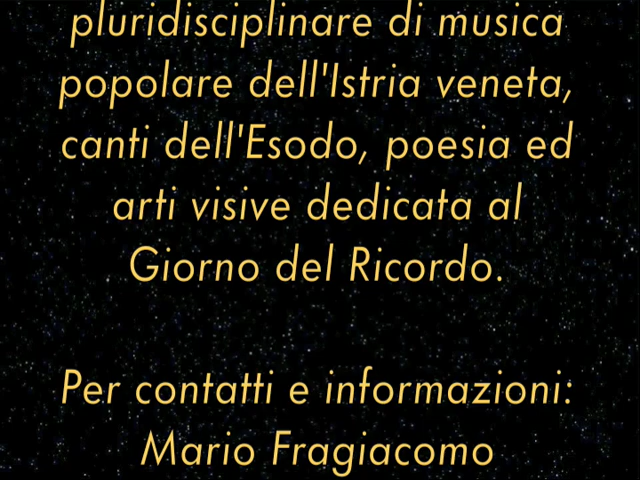 pluridisciplinare di musica
popolare dell'Istria veneta,
canti dell'Esodo, poesia ed
arti visive dedicata al
Giorno del Ricordo.
Per contatti e informazioni:
Mario Fragiacomo